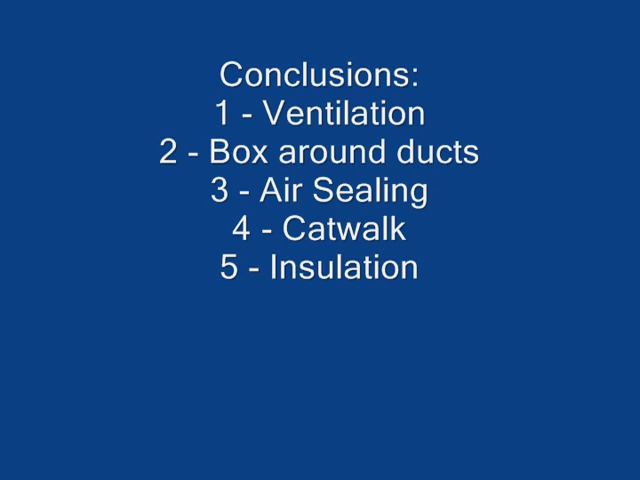 Conclusions:
1 - Ventilation
2 - Box around ducts
3 - Air Sealing
4 - Catwalk
5 - Insulation